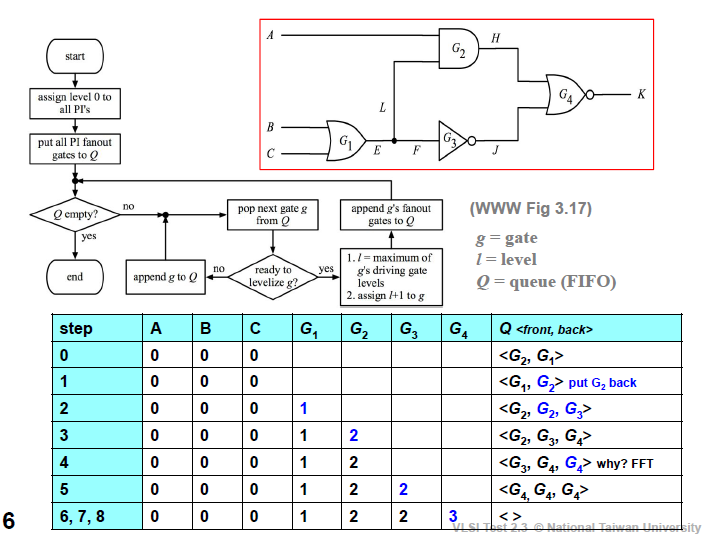 start
assign level 0 to
all PI's
put all PI fanout
gates to Q
Q empty?
no
yes
end
append g to Q
pop next gate g
from Q
no
ready to
levelize g?
yes
append g's fanout
gates to Q
1. l = maximum of
g's driving gate
levels
2. assign l+1 to g
A
H
G2
G4
K
L
B
G1
G3
C
E
F
J
(WWW Fig 3.17)
g = gate
l = level
Q = queue (FIFO)
step A B C G1 G2 G3 G4 Q <front, back>
0 0 0 0 <G2, G1>
1 0 0 0 <G1, G2> put G2 back
2 0 0 0 1 <G2, G2, G3>
3 0 0 0 1 2 <G2, G3, G4>
4 0 0 0 1 2 <G3, G4, G4> why? FFT
5 0 0 0 1 2 2 <G4, G4, G4>
6, 7, 8 0 0 0 1 2 2 3 < >
6
VLSI Test 2.3 © National Taiwan University